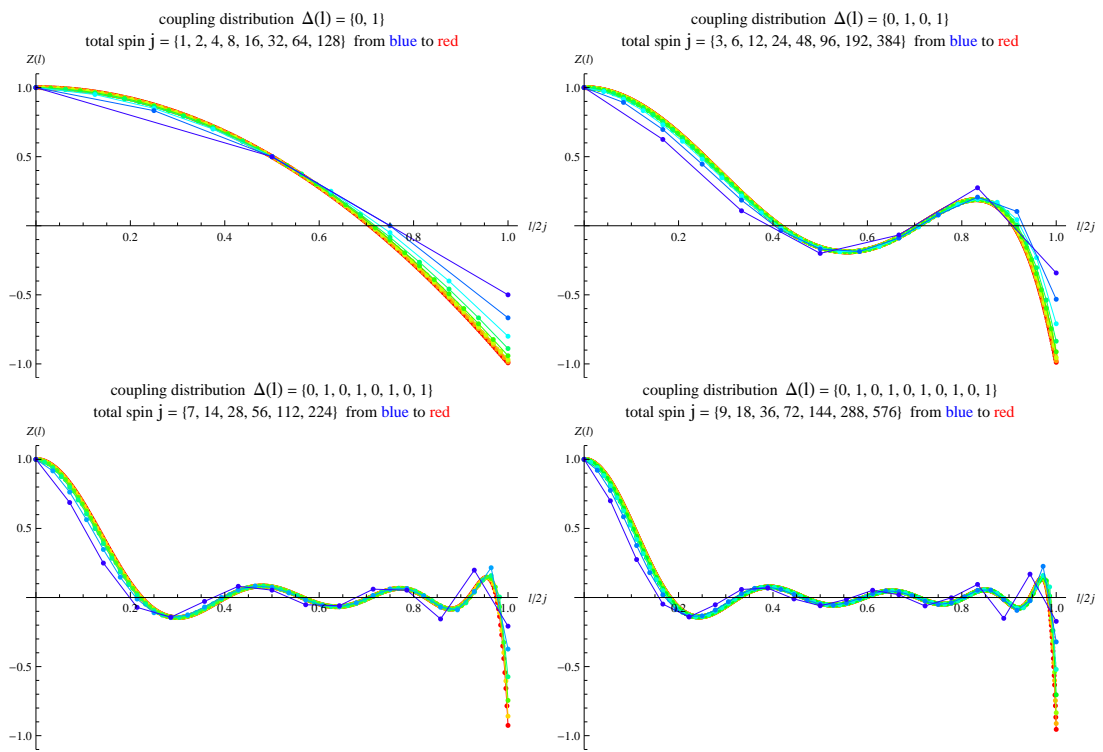 coupling distribution Δ(l) = {0, 1}
total spin j = {1, 2, 4, 8, 16, 32, 64, 128} from blue to red
Z(l)
1.0
0.5
-0.5
-1.0
0.2 0.4 0.6 0.8 1.0 l/2j
coupling distribution Δ(l) = {0, 1, 0, 1}
total spin j = {3, 6, 12, 24, 48, 96, 192, 384} from blue to red
Z(l)
1.0
0.5
-0.5
-1.0
0.2 0.4 0.6 0.8 1.0 l/2j
coupling distribution Δ(l) = {0, 1, 0, 1, 0, 1, 0, 1}
total spin j = {7, 14, 28, 56, 112, 224} from blue to red
Z(l)
1.0
0.5
-0.5
-1.0
0.2 0.4 0.6 0.8 1.0 l/2j
coupling distribution Δ(l) = {0, 1, 0, 1, 0, 1, 0, 1, 0, 1}
total spin j = {9, 18, 36, 72, 144, 288, 576} from blue to red
Z(l)
1.0
0.5
-0.5
-1.0
0.2 0.4 0.6 0.8 1.0 l/2j